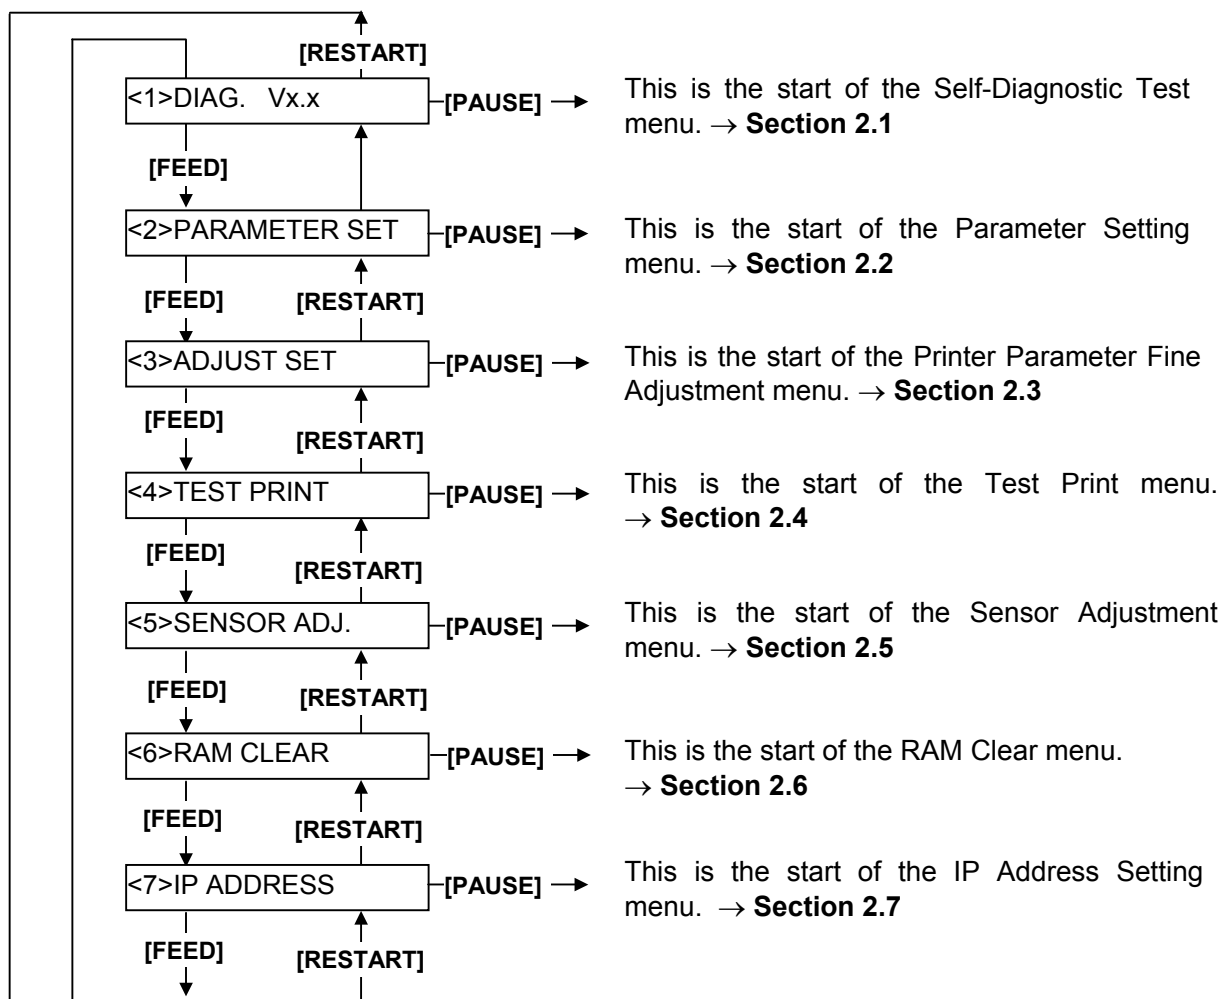 [RESTART]
<1>DIAG. Vx.x
[PAUSE]
This is the start of the Self-Diagnostic Test
menu. → Section 2.1
[FEED]
<2>PARAMETER SET
[PAUSE]
This is the start of the Parameter Setting
menu. → Section 2.2
[FEED]
[RESTART]
<3>ADJUST SET
[PAUSE]
This is the start of the Printer Parameter Fine
Adjustment menu. → Section 2.3
[FEED]
[RESTART]
<4>TEST PRINT
[PAUSE]
This is the start of the Test Print menu.
→ Section 2.4
[FEED]
[RESTART]
<5>SENSOR ADJ.
[PAUSE]
This is the start of the Sensor Adjustment
menu. → Section 2.5
[FEED]
[RESTART]
<6>RAM CLEAR
[PAUSE]
This is the start of the RAM Clear menu.
→ Section 2.6
[FEED]
[RESTART]
<7>IP ADDRESS
[PAUSE]
This is the start of the IP Address Setting
menu. → Section 2.7
[FEED]
[RESTART]